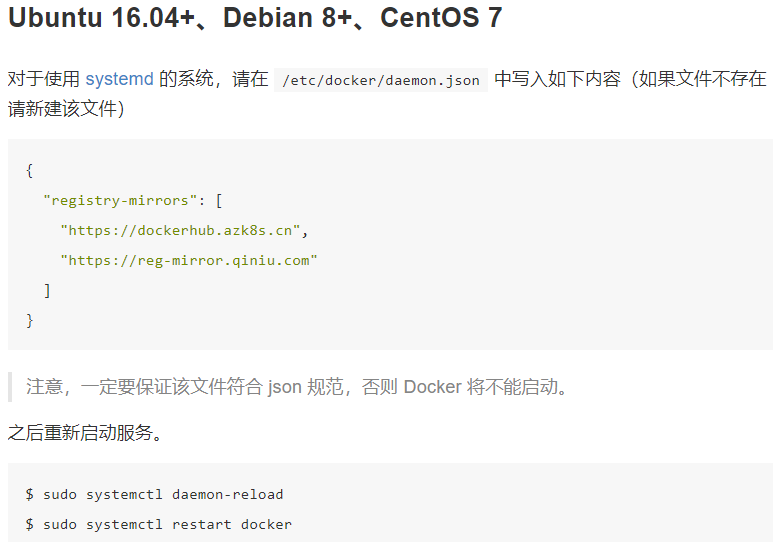 Ubuntu 16.04+、Debian 8+、CentOS 7
对于使用 systemd 的系统，请在 /etc/docker/daemon.json 中写入如下内容（如果文件不存在
请新建该文件）
{
  "registry-mirrors": [
    "https://dockerhub.azk8s.cn",
    "https://reg-mirror.qiniu.com"
  ]
}
注意，一定要保证该文件符合 json 规范，否则 Docker 将不能启动。
之后重新启动服务。
$ sudo systemctl daemon-reload
$ sudo systemctl restart docker